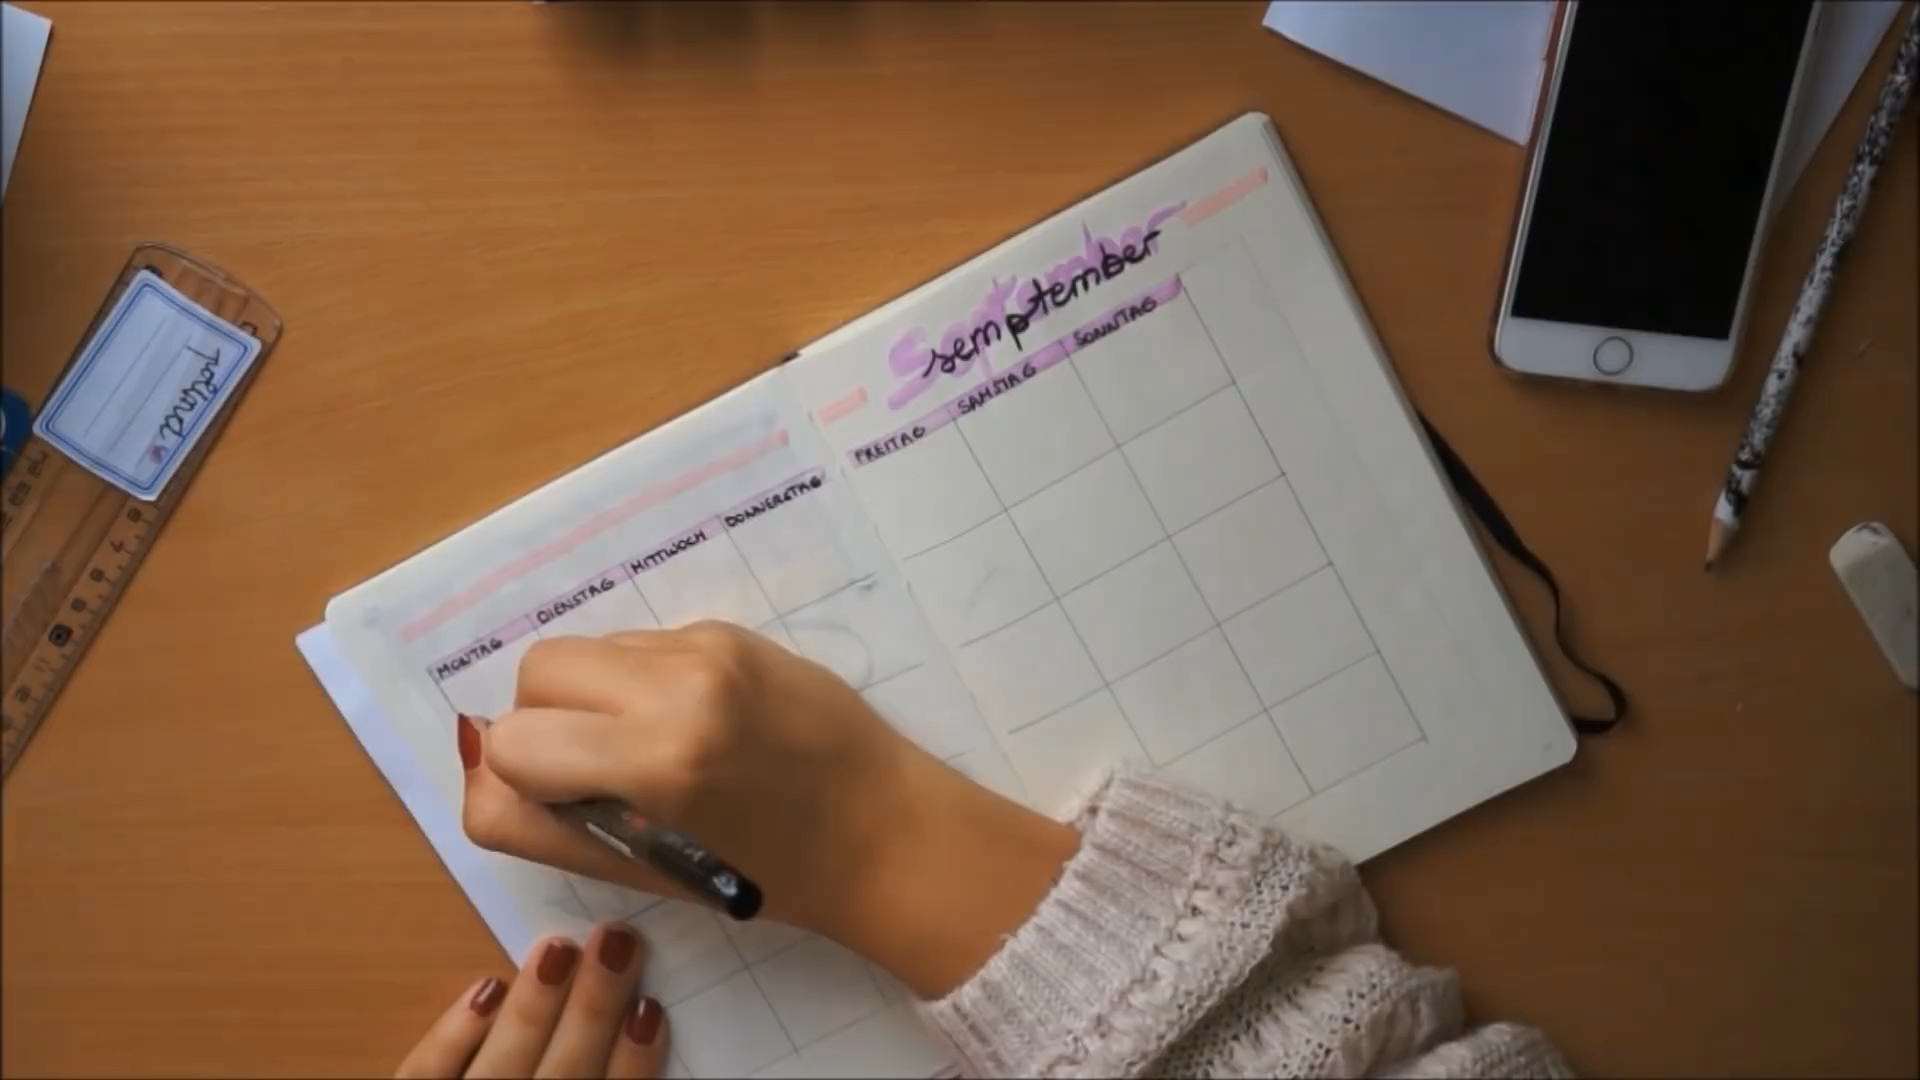 semptember
MONTAG
DIENSTAG
MITTWOCH
DONNERSTAG
FREITAG
SAMSTAG
SONNTAG